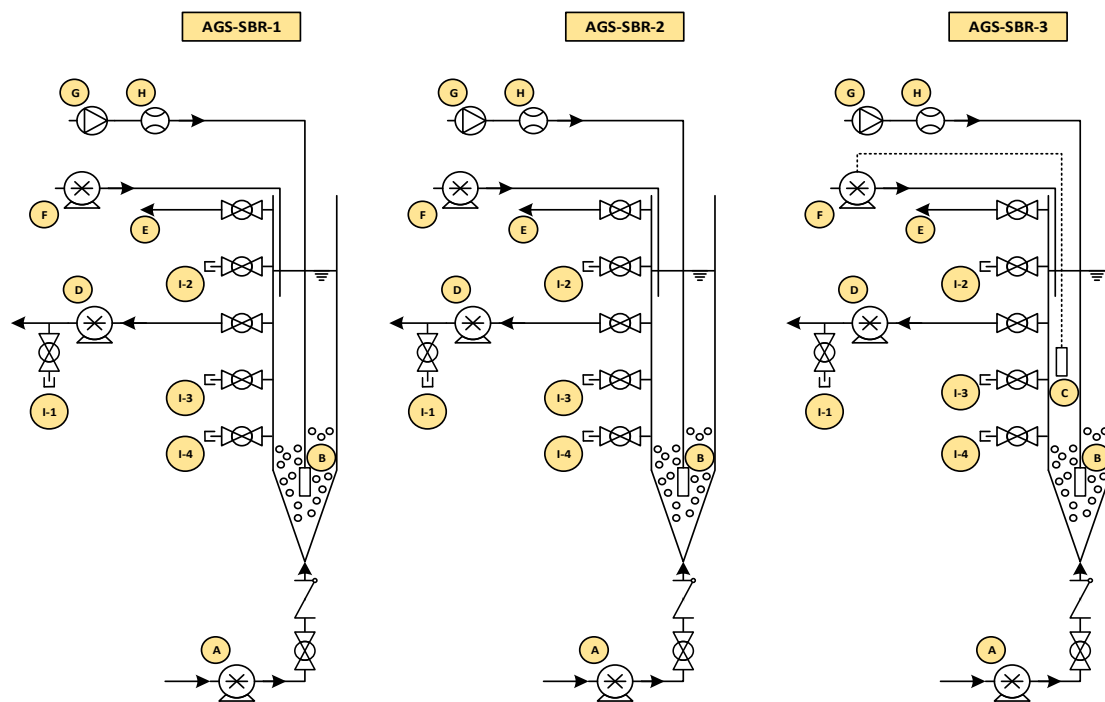 AGS-SBR-1
AGS-SBR-2
AGS-SBR-3
G
H
G
H
G
H
F
E
F
E
F
E
I-2
I-2
I-2
D
D
D
I-1
I-3
I-1
I-3
I-1
I-3
C
I-4
B
I-4
B
I-4
B
A
A
A